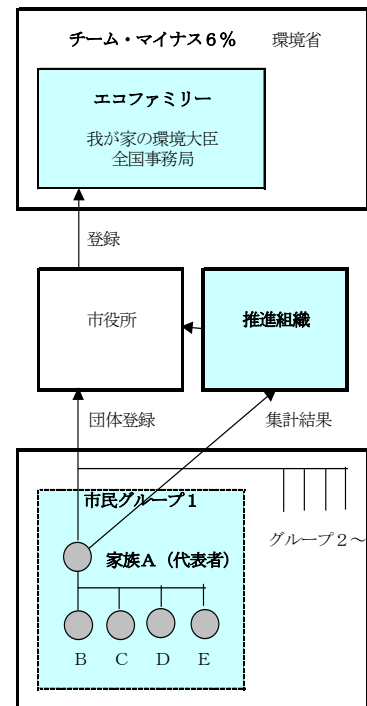 チーム・マイナス６％　環境省
エコファミリー
我が家の環境大臣
全国事務局
登録
市役所
推進組織
団体登録
集計結果
市民グループ１
グループ２～
家族Ａ（代表者）
Ｂ　Ｃ　Ｄ　Ｅ